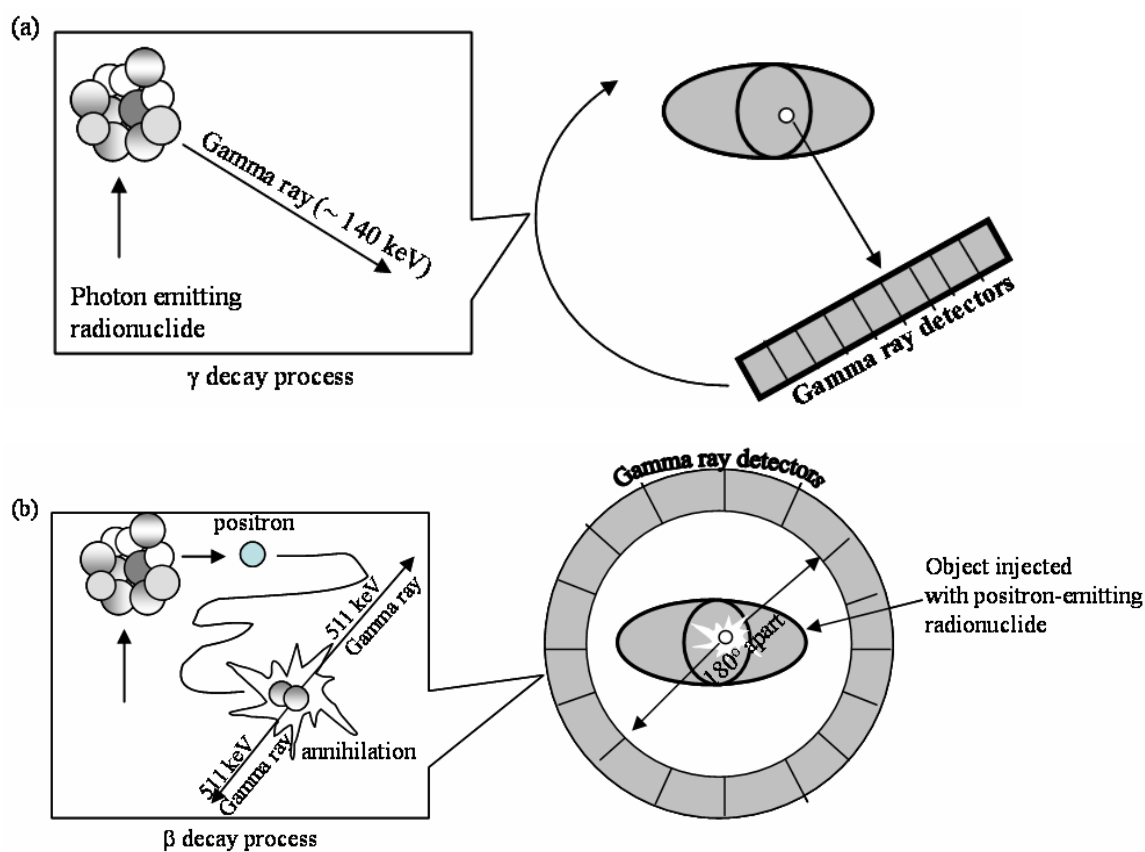 (a)
Gamma ray (~ 140 keV)
Photon emitting
radionuclide
γ decay process
Gamma ray detectors
(b)
positron
511 keV
Gamma ray
annihilation
511 keV
Gamma ray
β decay process
Gamma ray detectors
180° apart
Object injected
with positron-emitting
radionuclide